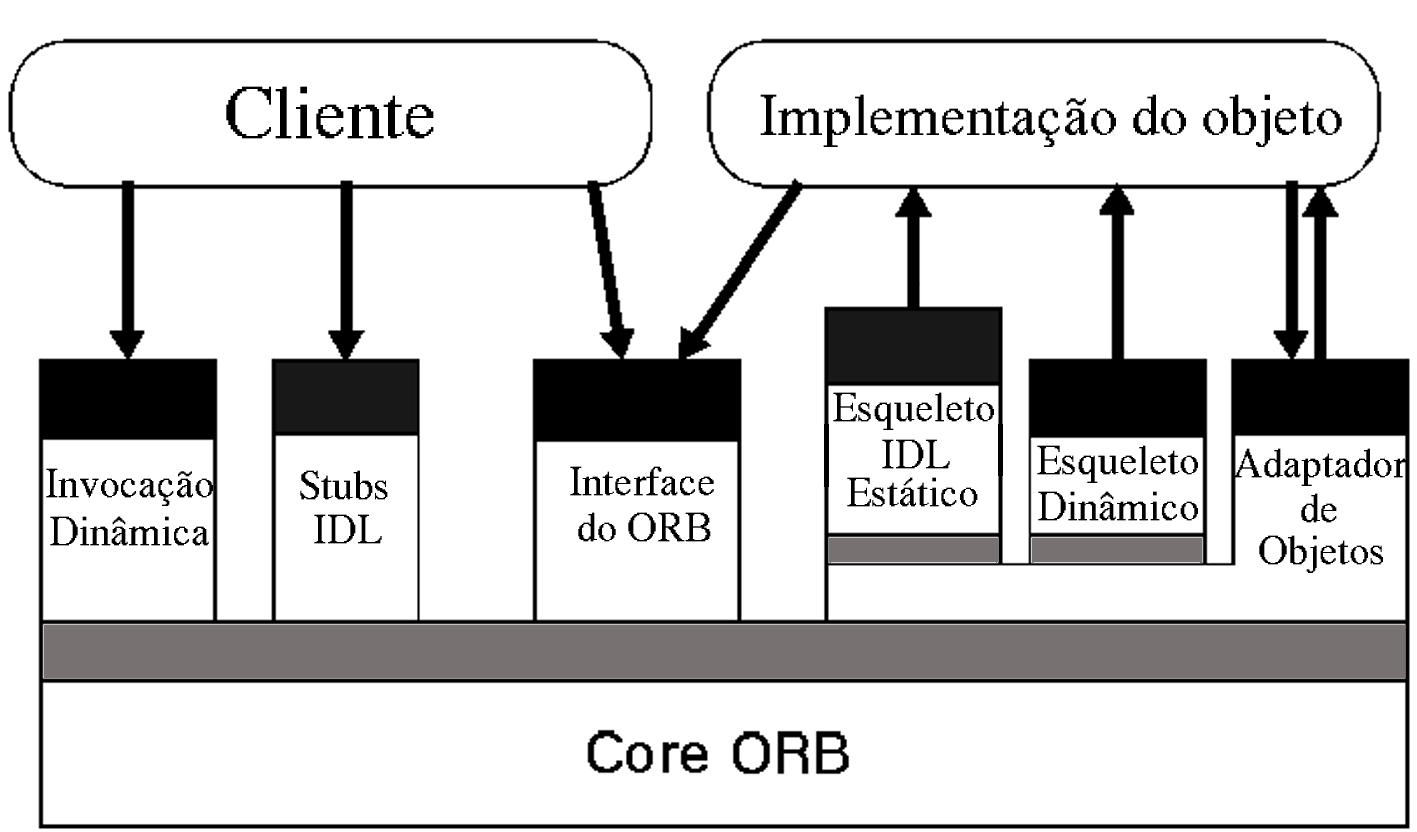 Cliente
Implementação do objeto
Invocação
Dinâmica
Stubs
IDL
Interface
do ORB
Esqueleto
IDL
Estático
Esqueleto
Dinâmico
Adaptador
de
Objetos
Core ORB